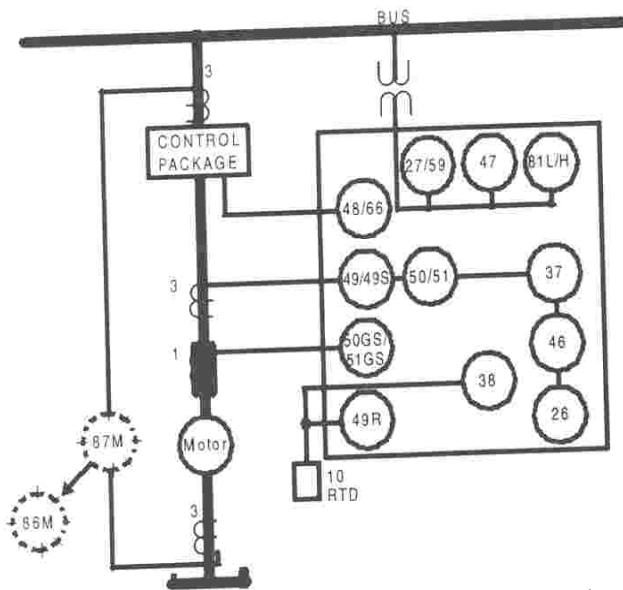 BUS
3
CONTROL
PACKAGE
27/59
47
81L/H
48/66
3
49/49S
50/51
37
1
50GS/
51GS
46
38
26
49R
87M
Motor
10
RTD
86M
3